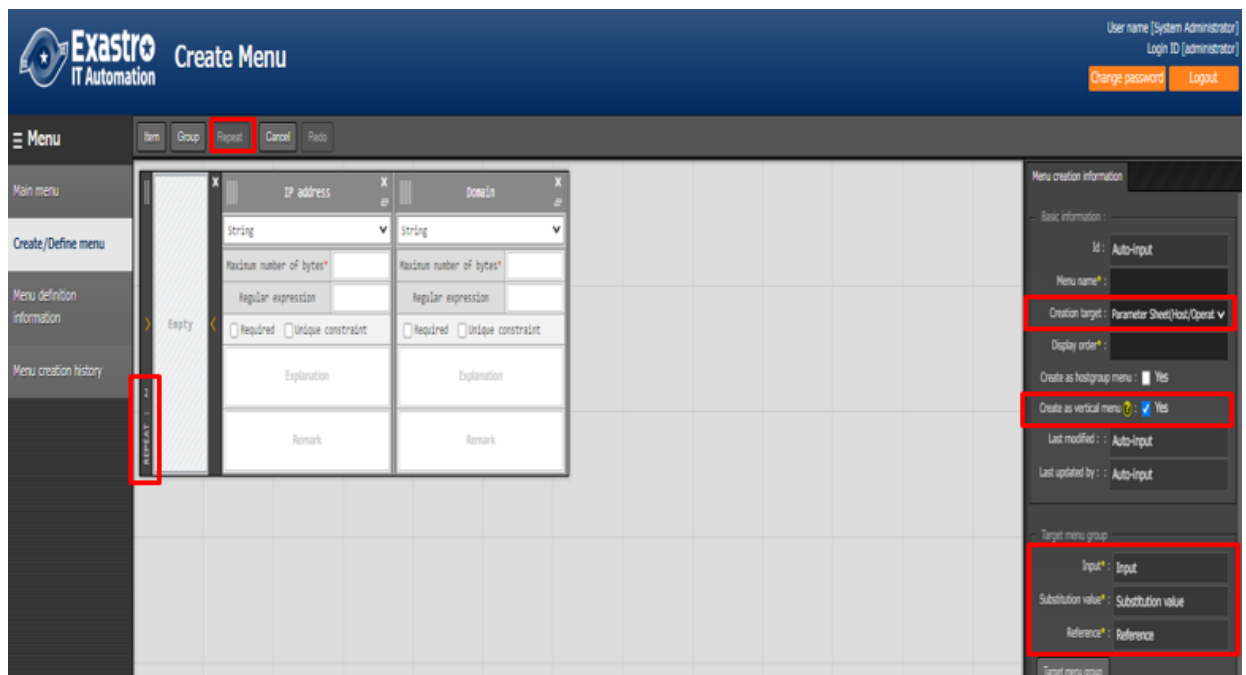 Exastro
IT Automation
Create Menu
User name [System Administrator]
Login ID [administrator]
Change password
Logout
Menu
Item
Group
Repeat
Cancel
Redo
Main menu
Create/Define menu
Menu definition
information
Menu creation history
REPEAT : 2
Empty
IP address
String
Maximum number of bytes*
Regular expression
Required
Unique constraint
Explanation
Remark
Domain
String
Maximum number of bytes*
Regular expression
Required
Unique constraint
Explanation
Remark
Menu creation information
Basic information :
Id : Auto-input
Menu name* :
Creation target : Parameter Sheet(Host/Operat
Display order* :
Create as hostgroup menu : Yes
Create as vertical menu ? : Yes
Last modified : : Auto-input
Last updated by : : Auto-input
Target menu group
Input* : Input
Substitution value* : Substitution value
Reference* : Reference
Target menu group